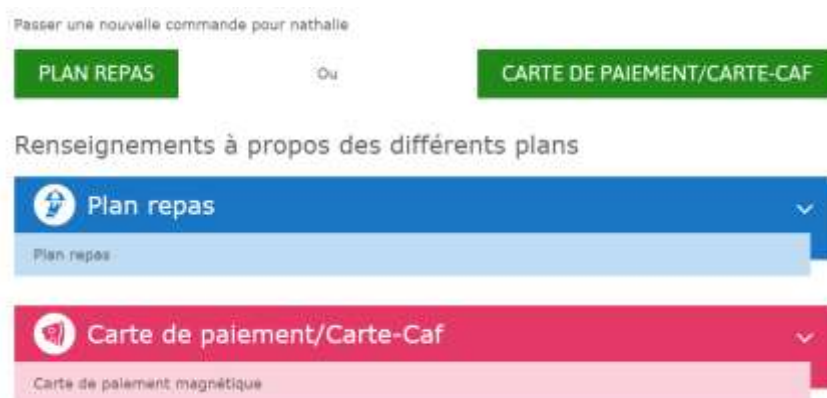 Passer une nouvelle commande pour nathalie
PLAN REPAS Ou CARTE DE PAIEMENT/CARTE-CAF
Renseignements à propos des différents plans
Plan repas
Plan repas
Carte de paiement/Carte-Caf
Carte de paiement magnétique